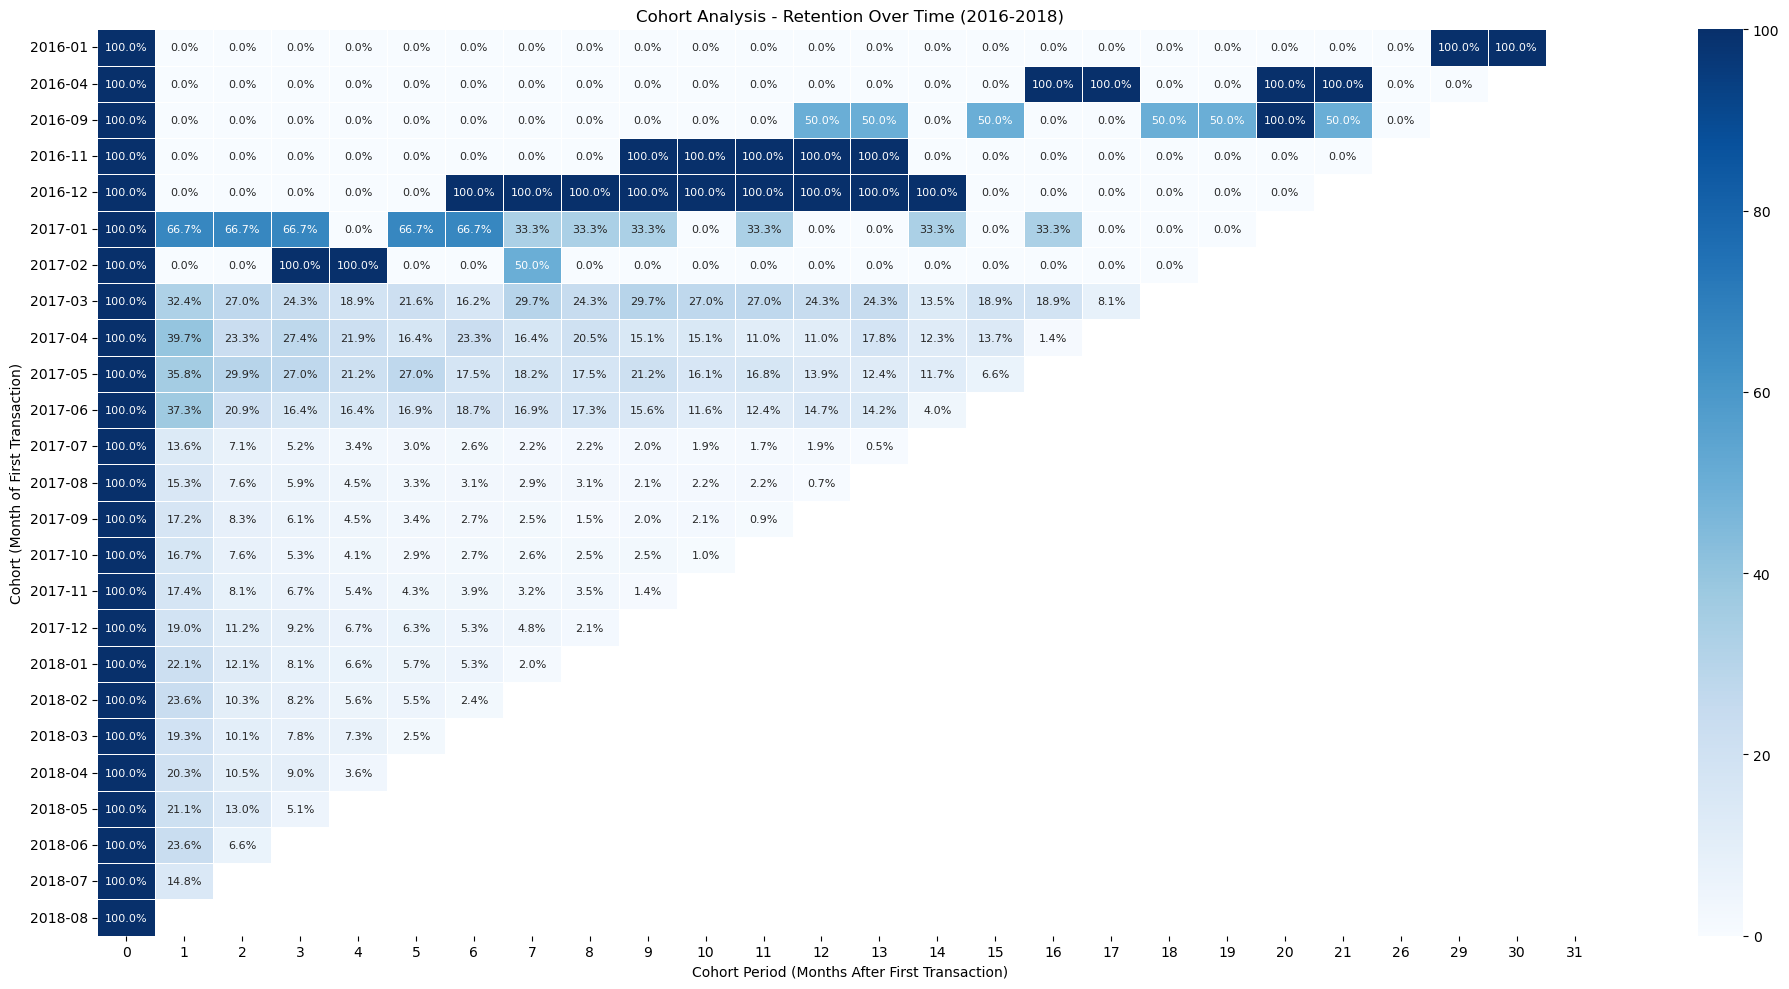 Cohort Analysis - Retention Over Time (2016-2018)
2016-01 100.0% 0.0% 0.0% 0.0% 0.0% 0.0% 0.0% 0.0% 0.0% 0.0% 0.0% 0.0% 0.0% 0.0% 0.0% 0.0% 0.0% 0.0% 0.0% 0.0% 0.0% 0.0% 0.0% 100.0% 100.0% 100
2016-04 100.0% 0.0% 0.0% 0.0% 0.0% 0.0% 0.0% 0.0% 0.0% 0.0% 0.0% 0.0% 0.0% 0.0% 0.0% 0.0% 100.0% 100.0% 0.0% 0.0% 100.0% 100.0% 0.0% 0.0%
2016-09 100.0% 0.0% 0.0% 0.0% 0.0% 0.0% 0.0% 0.0% 0.0% 0.0% 0.0% 0.0% 50.0% 50.0% 0.0% 50.0% 0.0% 0.0% 50.0% 50.0% 100.0% 50.0% 0.0%
2016-11 100.0% 0.0% 0.0% 0.0% 0.0% 0.0% 0.0% 0.0% 0.0% 100.0% 100.0% 100.0% 100.0% 100.0% 0.0% 0.0% 0.0% 0.0% 0.0% 0.0% 0.0% 0.0%
2016-12 100.0% 0.0% 0.0% 0.0% 0.0% 0.0% 100.0% 100.0% 100.0% 100.0% 100.0% 100.0% 100.0% 100.0% 100.0% 0.0% 0.0% 0.0% 0.0% 0.0% 0.0%
80
2017-01 100.0% 66.7% 66.7% 66.7% 0.0% 66.7% 66.7% 33.3% 33.3% 33.3% 0.0% 33.3% 0.0% 0.0% 33.3% 0.0% 33.3% 0.0% 0.0% 0.0%
2017-02 100.0% 0.0% 0.0% 100.0% 100.0% 0.0% 0.0% 50.0% 0.0% 0.0% 0.0% 0.0% 0.0% 0.0% 0.0% 0.0% 0.0% 0.0% 0.0%
2017-03 100.0% 32.4% 27.0% 24.3% 18.9% 21.6% 16.2% 29.7% 24.3% 29.7% 27.0% 27.0% 24.3% 24.3% 13.5% 18.9% 18.9% 8.1%
2017-04 100.0% 39.7% 23.3% 27.4% 21.9% 16.4% 23.3% 16.4% 20.5% 15.1% 15.1% 11.0% 11.0% 17.8% 12.3% 13.7% 1.4%
2017-05 100.0% 35.8% 29.9% 27.0% 21.2% 27.0% 17.5% 18.2% 17.5% 21.2% 16.1% 16.8% 13.9% 12.4% 11.7% 6.6%
60
2017-06 100.0% 37.3% 20.9% 16.4% 16.4% 16.9% 18.7% 16.9% 17.3% 15.6% 11.6% 12.4% 14.7% 14.2% 4.0%
2017-07 100.0% 13.6% 7.1% 5.2% 3.4% 3.0% 2.6% 2.2% 2.2% 2.0% 1.9% 1.7% 1.9% 0.5%
2017-08 100.0% 15.3% 7.6% 5.9% 4.5% 3.3% 3.1% 2.9% 3.1% 2.1% 2.2% 2.2% 0.7%
Cohort (Month of First Transaction)
2017-09 100.0% 17.2% 8.3% 6.1% 4.5% 3.4% 2.7% 2.5% 1.5% 2.0% 2.1% 0.9%
2017-10 100.0% 16.7% 7.6% 5.3% 4.1% 2.9% 2.7% 2.6% 2.5% 2.5% 1.0%
40
2017-11 100.0% 17.4% 8.1% 6.7% 5.4% 4.3% 3.9% 3.2% 3.5% 1.4%
2017-12 100.0% 19.0% 11.2% 9.2% 6.7% 6.3% 5.3% 4.8% 2.1%
2018-01 100.0% 22.1% 12.1% 8.1% 6.6% 5.7% 5.3% 2.0%
2018-02 100.0% 23.6% 10.3% 8.2% 5.6% 5.5% 2.4%
2018-03 100.0% 19.3% 10.1% 7.8% 7.3% 2.5%
20
2018-04 100.0% 20.3% 10.5% 9.0% 3.6%
2018-05 100.0% 21.1% 13.0% 5.1%
2018-06 100.0% 23.6% 6.6%
2018-07 100.0% 14.8%
2018-08 100.0%
0
0 1 2 3 4 5 6 7 8 9 10 11 12 13 14 15 16 17 18 19 20 21 26 29 30 31
Cohort Period (Months After First Transaction)